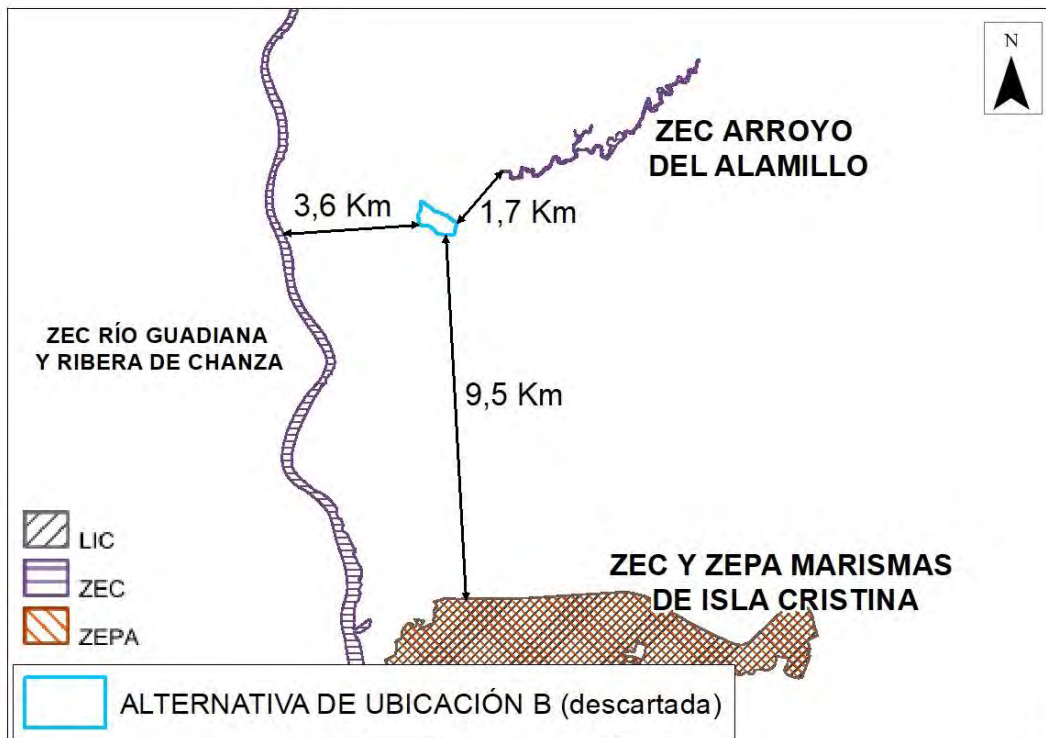 N
ZEC ARROYO
DEL ALAMILLO
3,6 Km
1,7 Km
ZEC RÍO GUADIANA
Y RIBERA DE CHANZA
9,5 Km
LIC
ZEC
ZEPA
ZEC Y ZEPA MARISMAS
DE ISLA CRISTINA
ALTERNATIVA DE UBICACIÓN B (descartada)